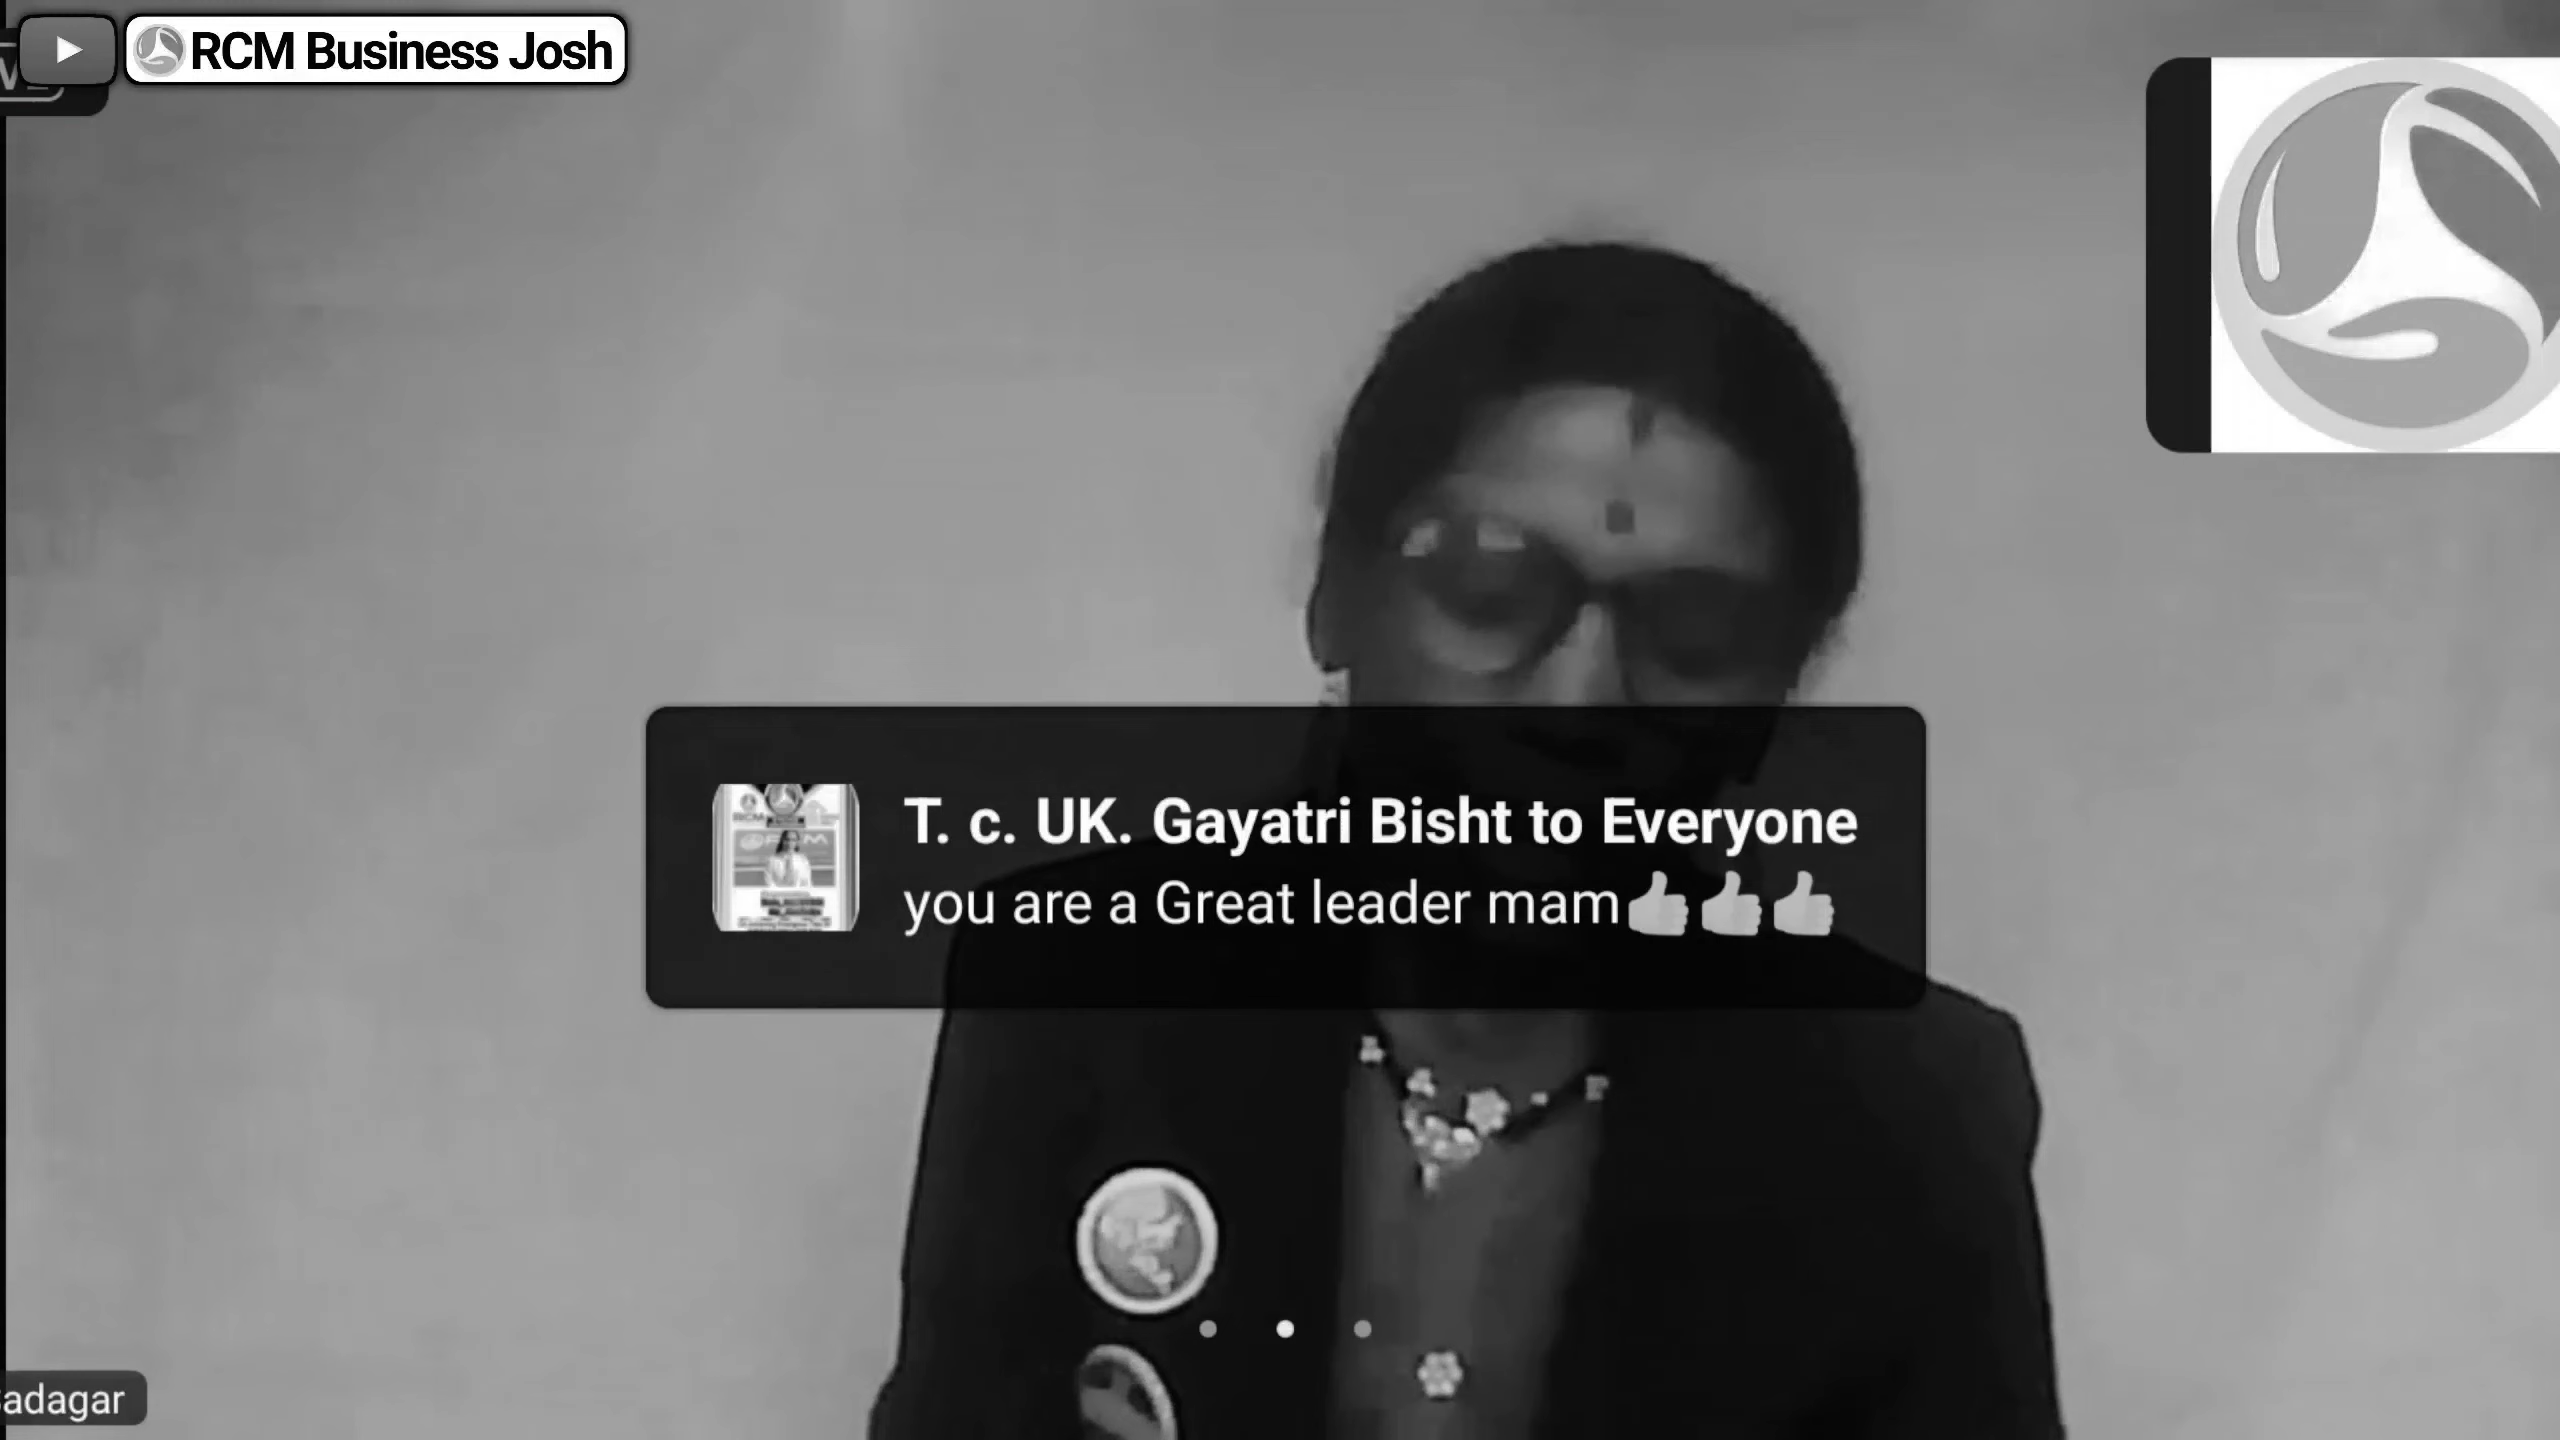 RCM Business Josh
T. c. UK. Gayatri Bisht to Everyone
you are a Great leader mam👍👍👍
adagar